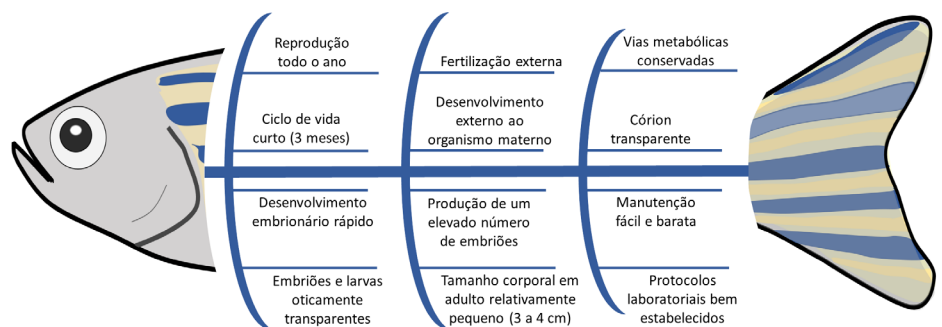 Reprodução
todo o ano
Ciclo de vida
curto (3 meses)
Desenvolvimento
embrionário rápido
Embriões e larvas
oticamente
transparentes
Fertilização externa
Desenvolvimento
externo ao
organismo materno
Produção de um
elevado número
de embriões
Tamanho corporal em
adulto relativamente
pequeno (3 a 4 cm)
Vias metabólicas
conservadas
Córion
transparente
Manutenção
fácil e barata
Protocolos
laboratoriais bem
estabelecidos